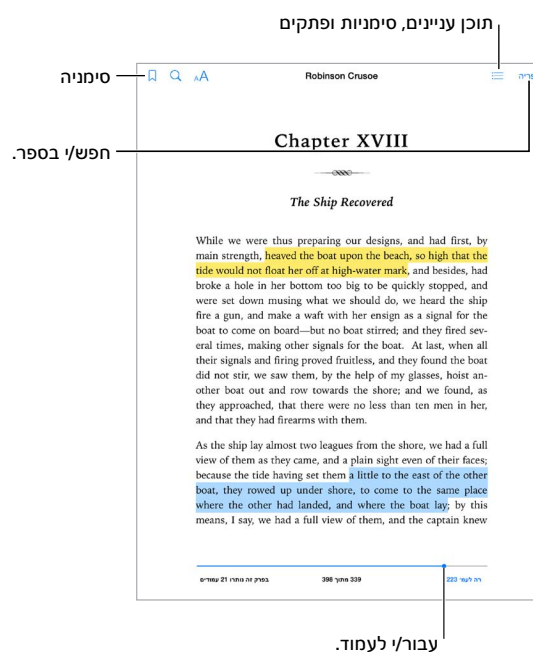 תוכן עניינים, סימניות ופתקים
סימניה
AA
Robinson Crusoe
חפש/י בספר.
Chapter XVIII
The Ship Recovered
While we were thus preparing our designs, and had first, by
main strength, heaved the boat upon the beach, so high that the
tide would not float her off at high-water mark, and besides, had
broke a hole in her bottom too big to be quickly stopped, and
were set down musing what we should do, we heard the ship
fire a gun, and make a waft with her ensign as a signal for the
boat to come on board—but no boat stirred; and they fired sev-
eral times, making other signals for the boat. At last, when all
their signals and firing proved fruitless, and they found the boat
did not stir, we saw them, by the help of my glasses, hoist an-
other boat out and row towards the shore; and we found, as
they approached, that there were no less than ten men in her,
and that they had firearms with them.
As the ship lay almost two leagues from the shore, we had a full
view of them as they came, and a plain sight even of their faces;
because the tide having set them a little to the east of the other
boat, they rowed up under shore, to come to the same place
where the other had landed, and where the boat lay; by this
means, I say, we had a full view of them, and the captain knew
בפרק זה נותרו 21 עמודים
339 מתוך 398
לעמ' 223
עבור/י לעמוד.